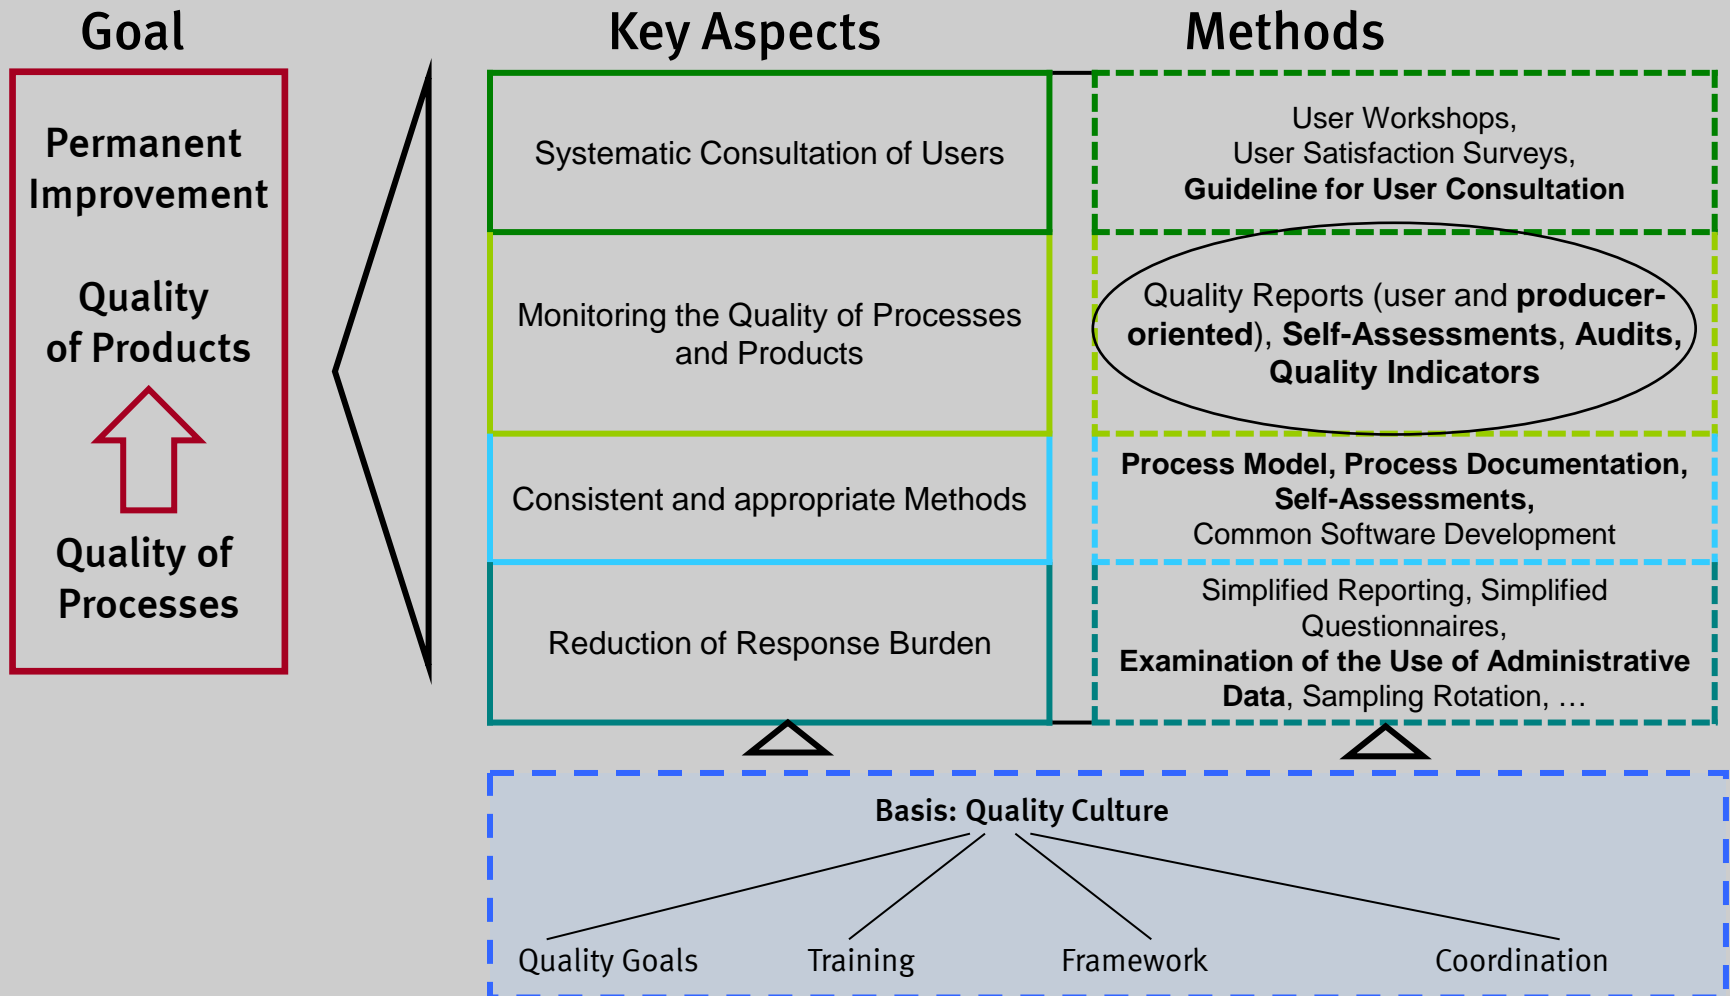 Goal
Key Aspects
Methods
Permanent
Improvement
Quality
of Products
Quality of
Processes
Systematic Consultation of Users
User Workshops,
User Satisfaction Surveys,
Guideline for User Consultation
Monitoring the Quality of Processes
and Products
Quality Reports (user and producer-
oriented), Self-Assessments, Audits,
Quality Indicators
Consistent and appropriate Methods
Process Model, Process Documentation,
Self-Assessments,
Common Software Development
Reduction of Response Burden
Simplified Reporting, Simplified
Questionnaires,
Examination of the Use of Administrative
Data, Sampling Rotation, …
Basis: Quality Culture
Quality Goals
Training
Framework
Coordination